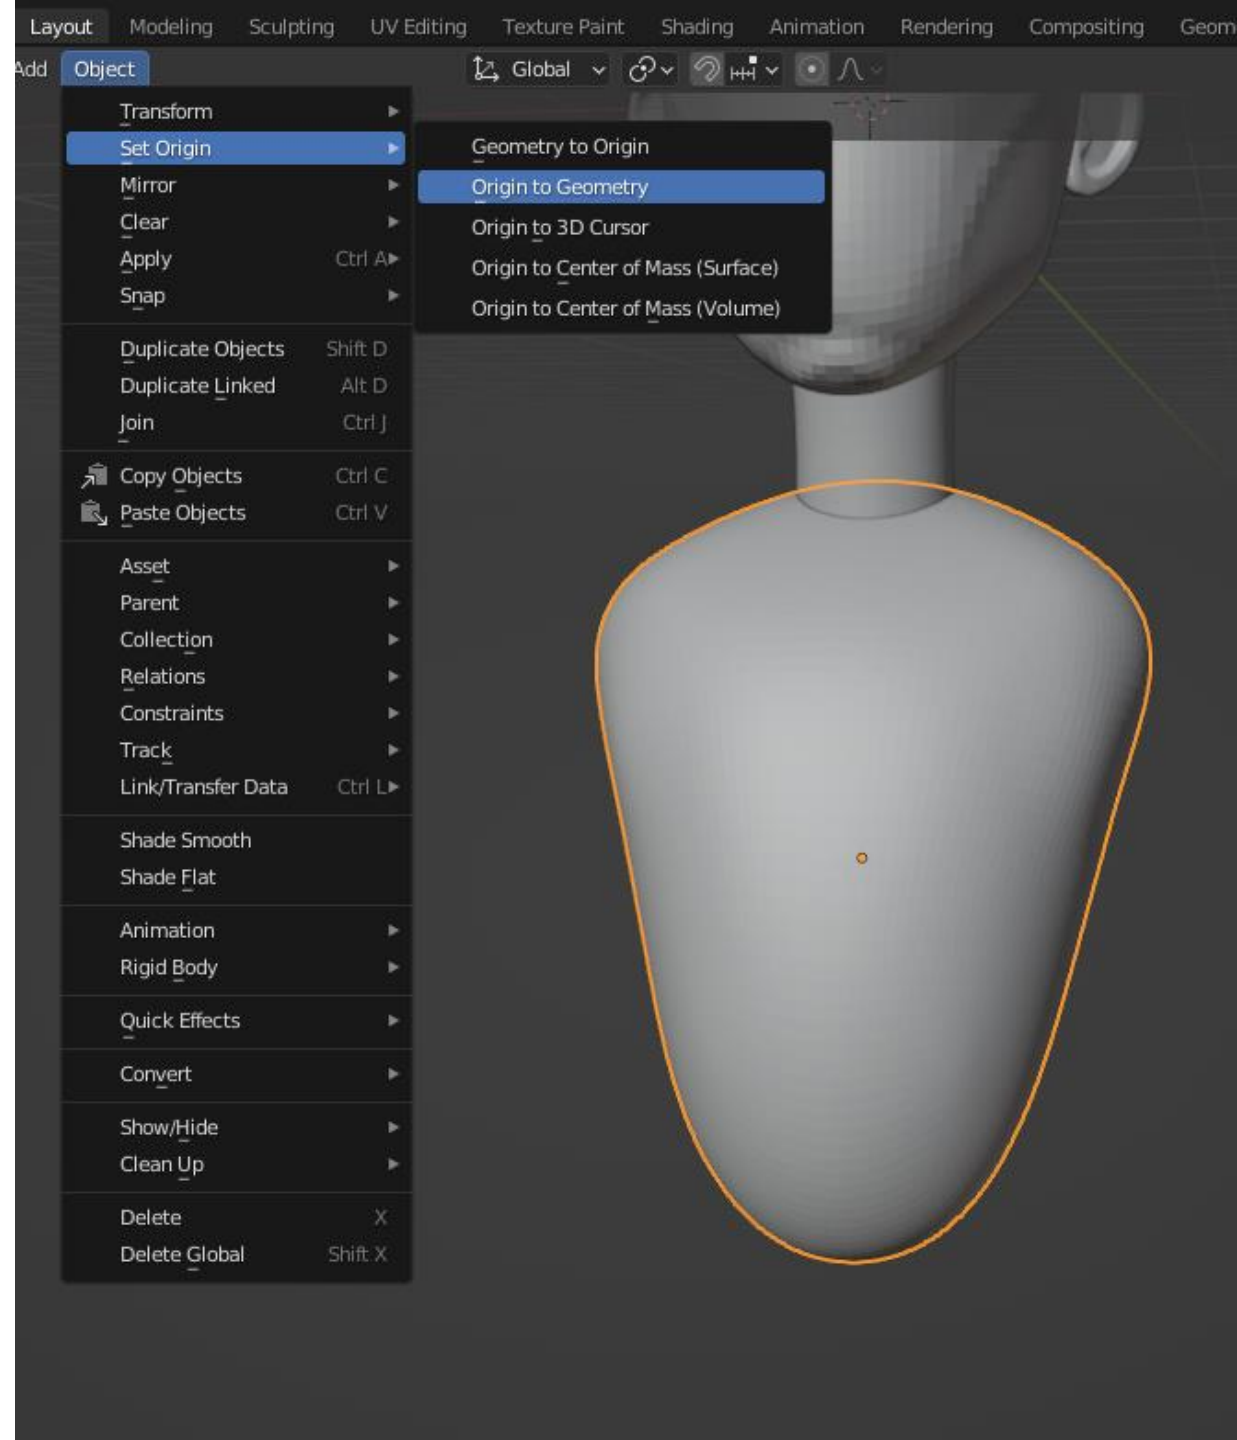 Layout Modeling Sculpting UV Editing Texture Paint Shading Animation Rendering Compositing Geom
Add Object Global
Transform
Set Origin
Mirror
Clear
Apply Ctrl A
Snap
Duplicate Objects Shift D
Duplicate Linked Alt D
Join Ctrl J
Copy Objects Ctrl C
Paste Objects Ctrl V
Asset
Parent
Collection
Relations
Constraints
Track
Link/Transfer Data Ctrl L
Shade Smooth
Shade Flat
Animation
Rigid Body
Quick Effects
Convert
Show/Hide
Clean Up
Delete X
Delete Global Shift X
Geometry to Origin
Origin to Geometry
Origin to 3D Cursor
Origin to Center of Mass (Surface)
Origin to Center of Mass (Volume)